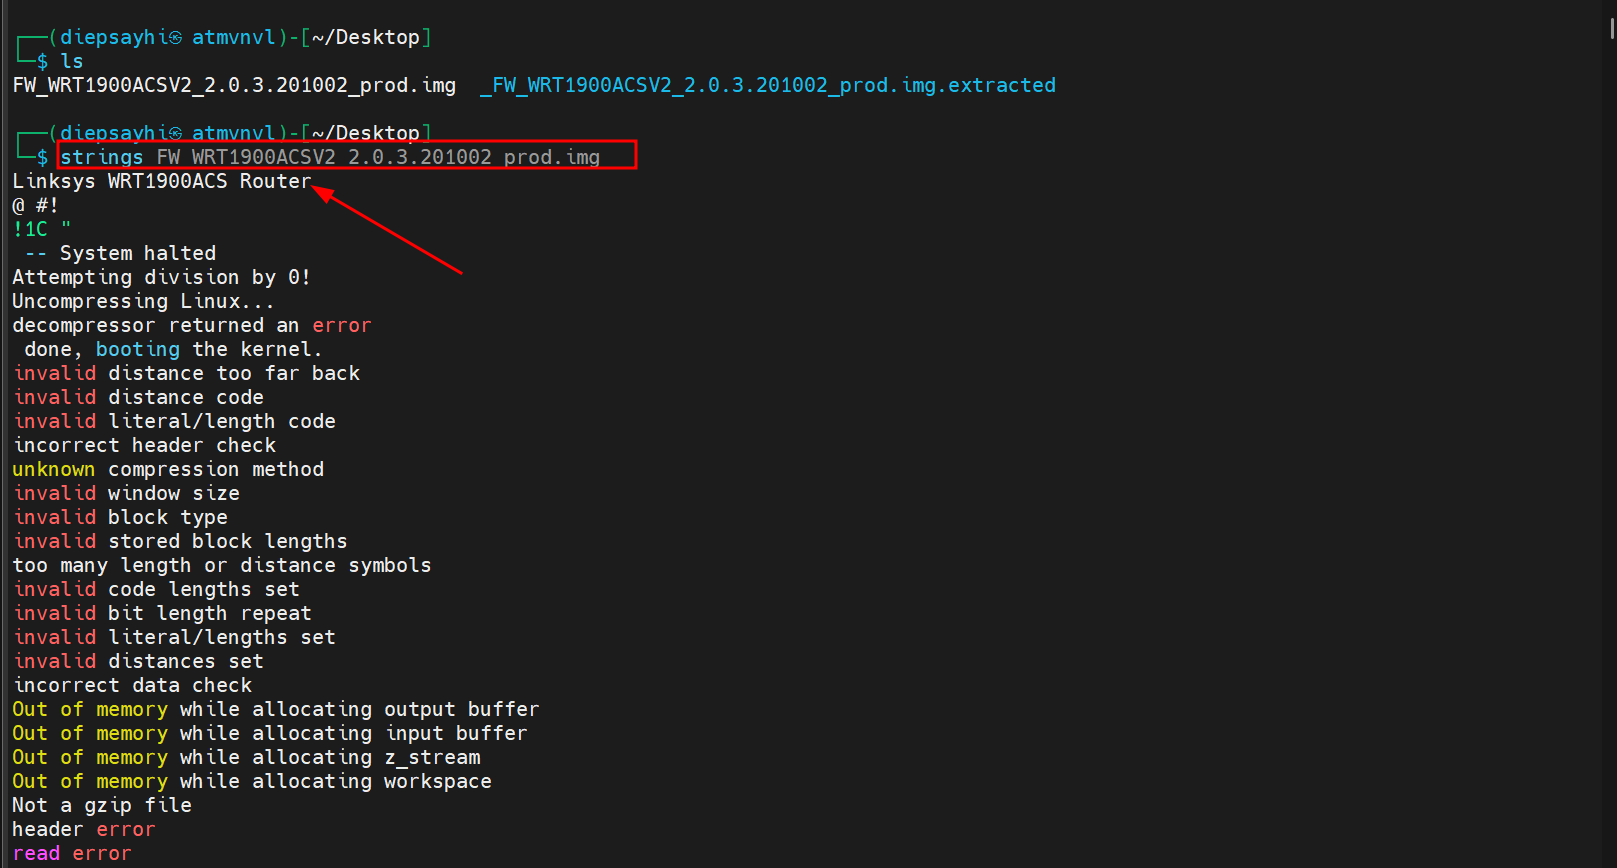 ┌──(diepsayhi㉿ atmvnvl)-[~/Desktop]
└─$ ls
FW_WRT1900ACSV2_2.0.3.201002_prod.img  _FW_WRT1900ACSV2_2.0.3.201002_prod.img.extracted
┌──(diepsayhi㉿ atmvnvl)-[~/Desktop]
└─$ strings FW_WRT1900ACSV2_2.0.3.201002_prod.img
Linksys WRT1900ACS Router
@ #!
!1C "
 -- System halted
Attempting division by 0!
Uncompressing Linux...
decompressor returned an error
 done, booting the kernel.
invalid distance too far back
invalid distance code
invalid literal/length code
incorrect header check
unknown compression method
invalid window size
invalid block type
invalid stored block lengths
too many length or distance symbols
invalid code lengths set
invalid bit length repeat
invalid literal/lengths set
invalid distances set
incorrect data check
Out of memory while allocating output buffer
Out of memory while allocating input buffer
Out of memory while allocating z_stream
Out of memory while allocating workspace
Not a gzip file
header error
read error